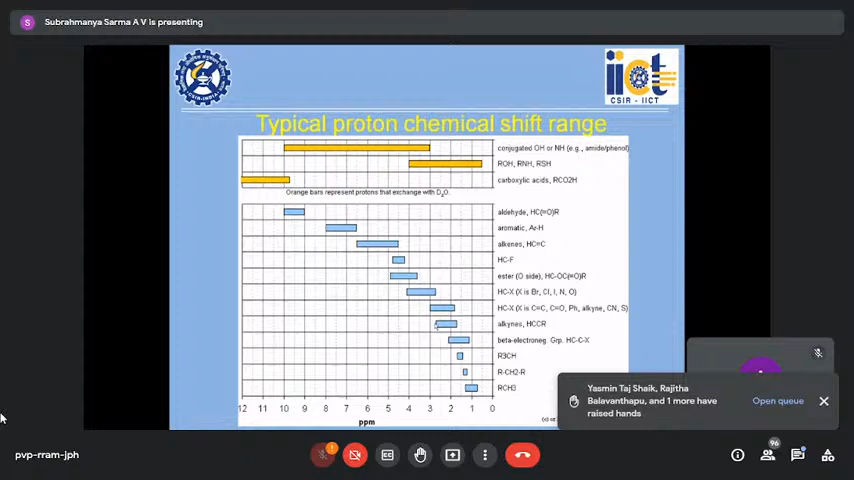 S Subrahmanya Sarma A V is presenting
CSIR-INDIA
iict
CSIR - IICT
Typical proton chemical shift range
conjugated OH or NH (e.g., amide/phenol)
ROH, RNH, RSH
carboxylic acids, RCO2H
Orange bars represent protons that exchange with D2O.
aldehyde, HC(=O)R
aromatic, Ar-H
alkenes, HC=C
HC-F
ester (O side), HC-OC(=O)R
HC-X (X is Br, Cl, I, N, O)
HC-X (X is C=C, C=O, Ph, alkyne, CN, S)
alkynes, HCCR
beta-electroneg. Grp. HC-C-X
R3CH
R-CH2-R
RCH3
12 11 10 9 8 7 6 5 4 3 2 1 0
ppm
Yasmin Taj Shaik, Rajitha
Balavanthapu, and 1 more have
raised hands
Open queue
pvp-rram-jph
96